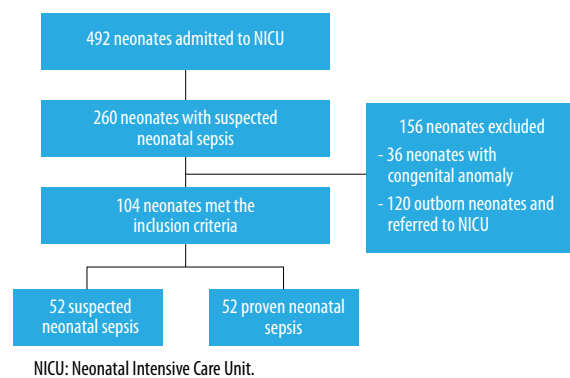 492 neonates admitted to NICU
260 neonates with suspected
neonatal sepsis
156 neonates excluded
- 36 neonates with
congenital anomaly
- 120 outborn neonates and
referred to NICU
104 neonates met the
inclusion criteria
52 suspected
neonatal sepsis
52 proven neonatal
sepsis
NICU: Neonatal Intensive Care Unit.